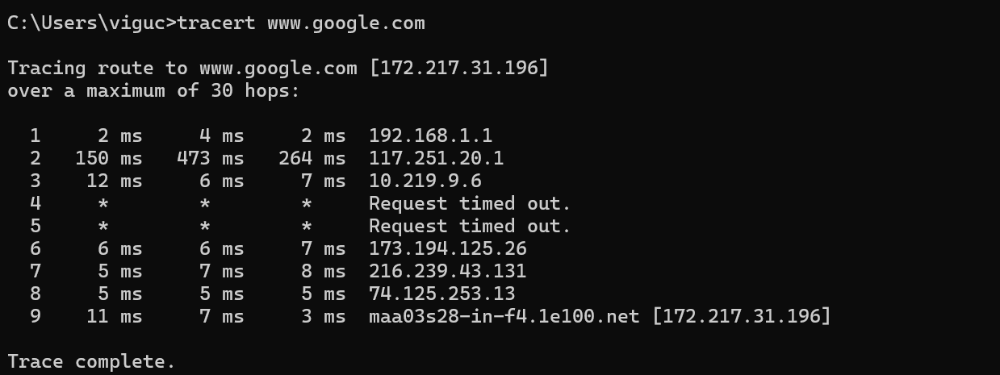 C:\Users\viguc>tracert www.google.com
Tracing route to www.google.com [172.217.31.196]
over a maximum of 30 hops:
1 2 ms 4 ms 2 ms 192.168.1.1
2 150 ms 473 ms 264 ms 117.251.20.1
3 12 ms 6 ms 7 ms 10.219.9.6
4 * * * Request timed out.
5 * * * Request timed out.
6 6 ms 6 ms 7 ms 173.194.125.26
7 5 ms 7 ms 8 ms 216.239.43.131
8 5 ms 5 ms 5 ms 74.125.253.13
9 11 ms 7 ms 3 ms maa03s28-in-f4.1e100.net [172.217.31.196]
Trace complete.